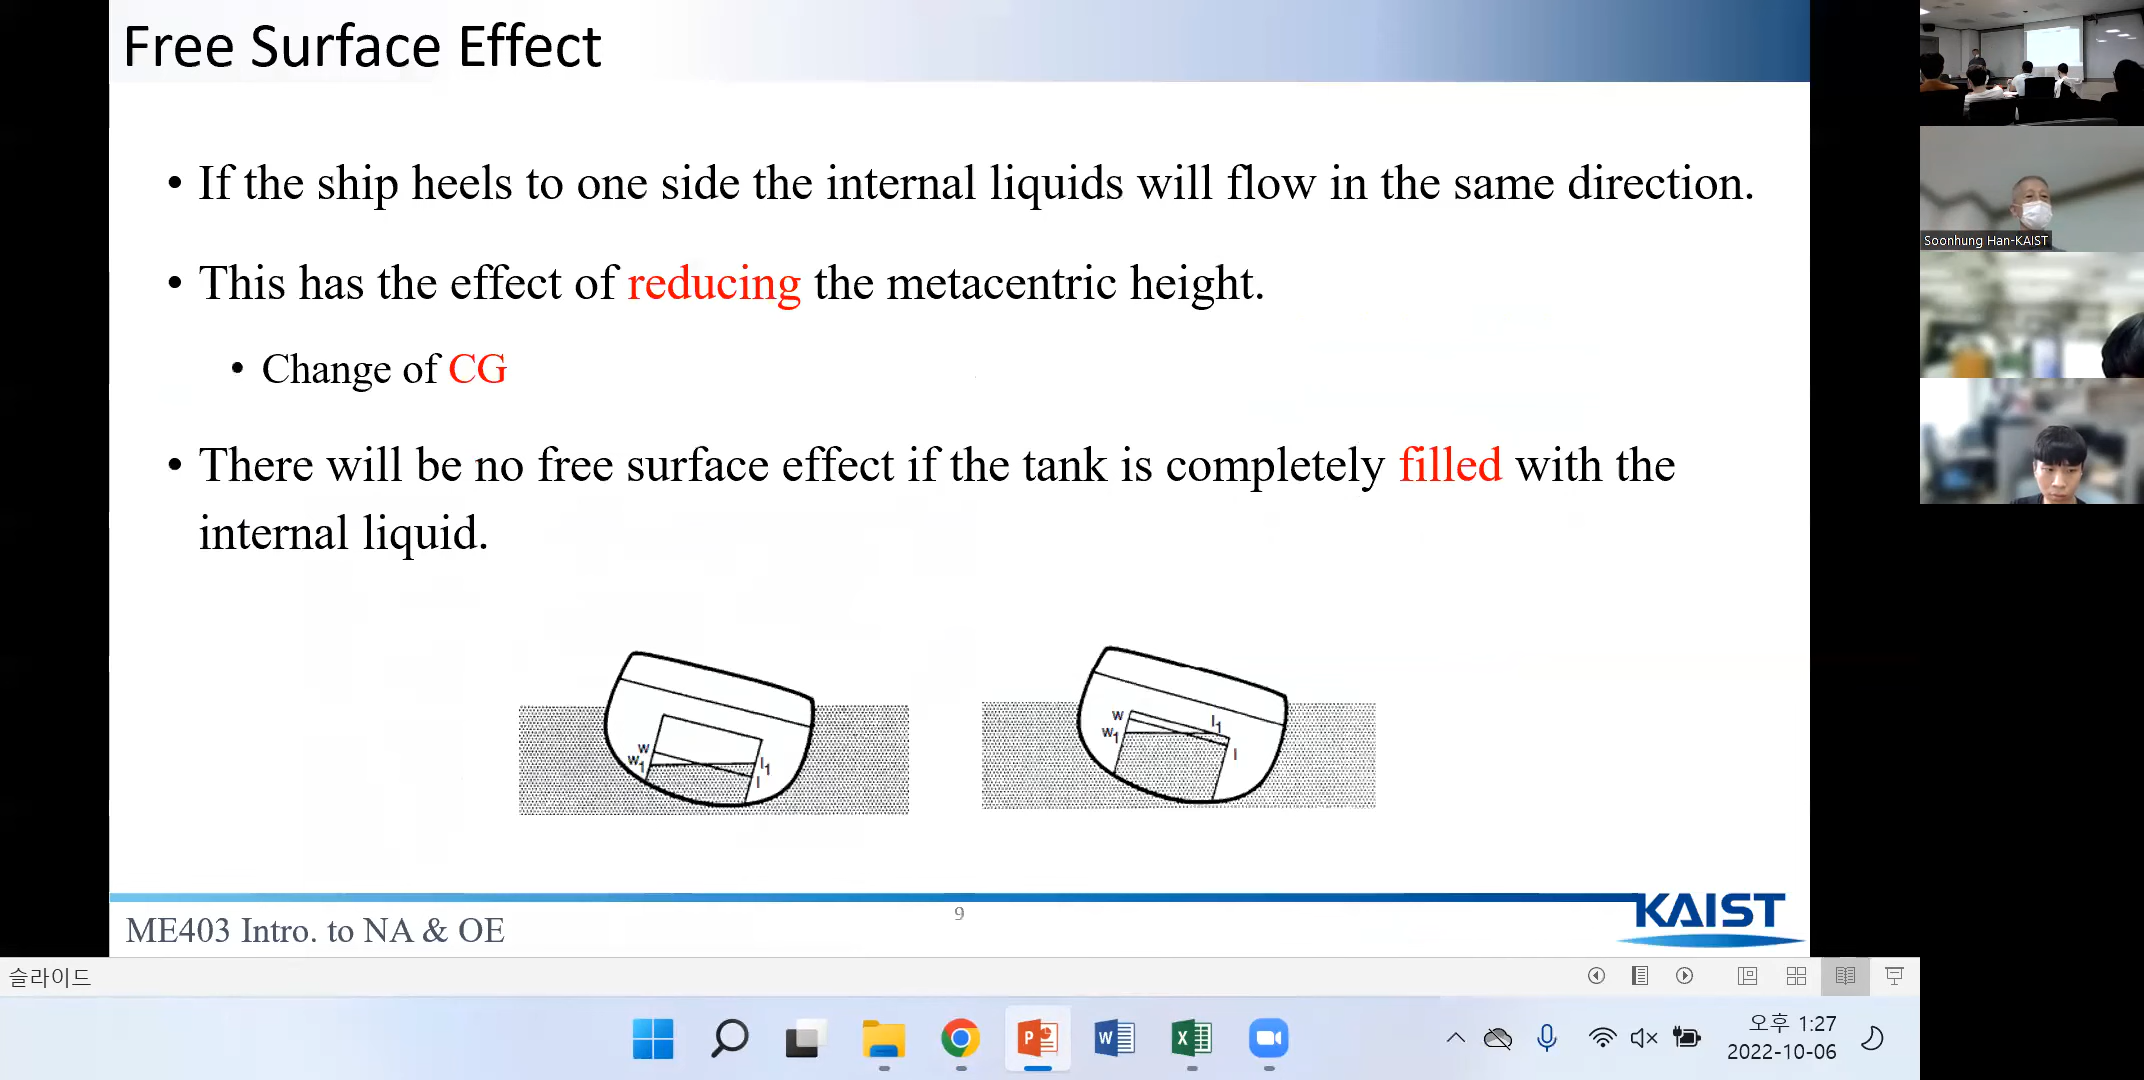 Free Surface Effect
• If the ship heels to one side the internal liquids will flow in the same direction.
• This has the effect of reducing the metacentric height.
• Change of CG
• There will be no free surface effect if the tank is completely filled with the
internal liquid.
w
w1
l1
l
w
w1
l1
l
ME403 Intro. to NA & OE
9
KAIST
Soonhung Han-KAIST
슬라이드
오후 1:27
2022-10-06